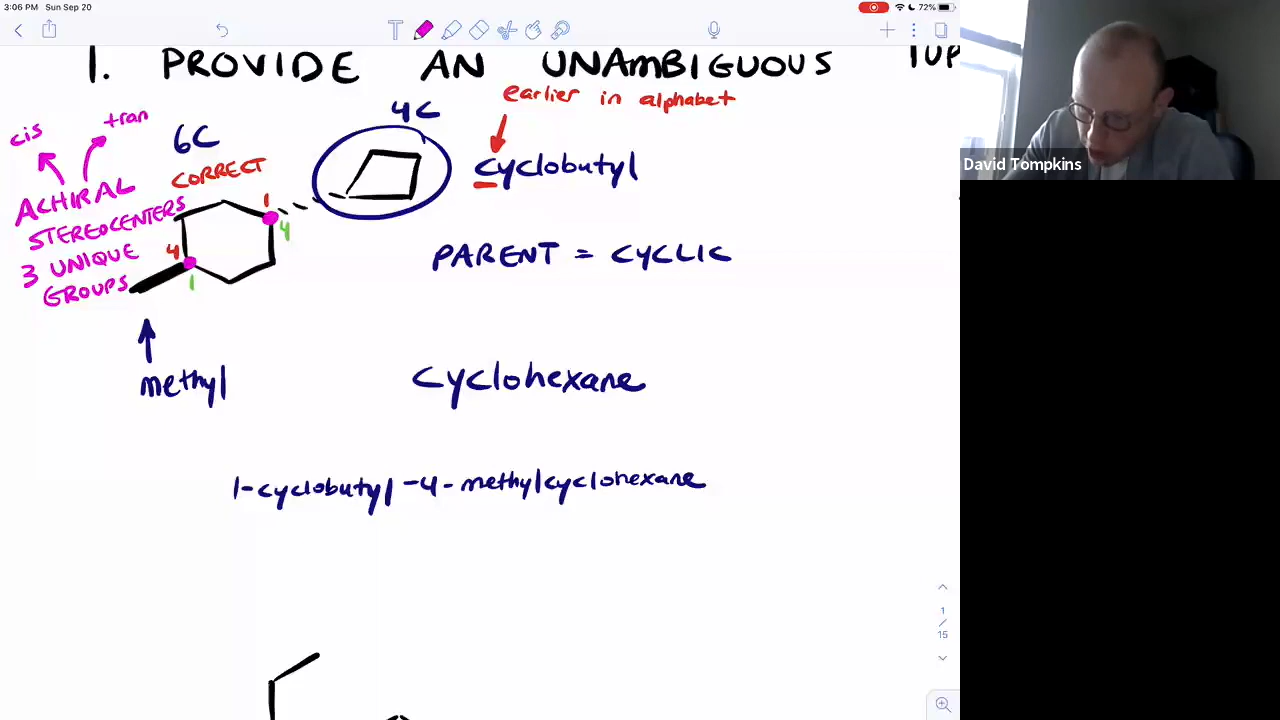 3:06 PM Sun Sep 20
72%
1. PROVIDE AN UNAMBIGUOUS IUP
earlier in alphabet
4C
cis
tran
6C
CORRECT
cyclobutyl
ACHIRAL
STEREOCENTERS
3 UNIQUE
GROUPS
1
4
4
1
PARENT = CYCLIC
methyl
cyclohexane
1-cyclobutyl-4-methylcyclohexane
David Tompkins
1
/
15